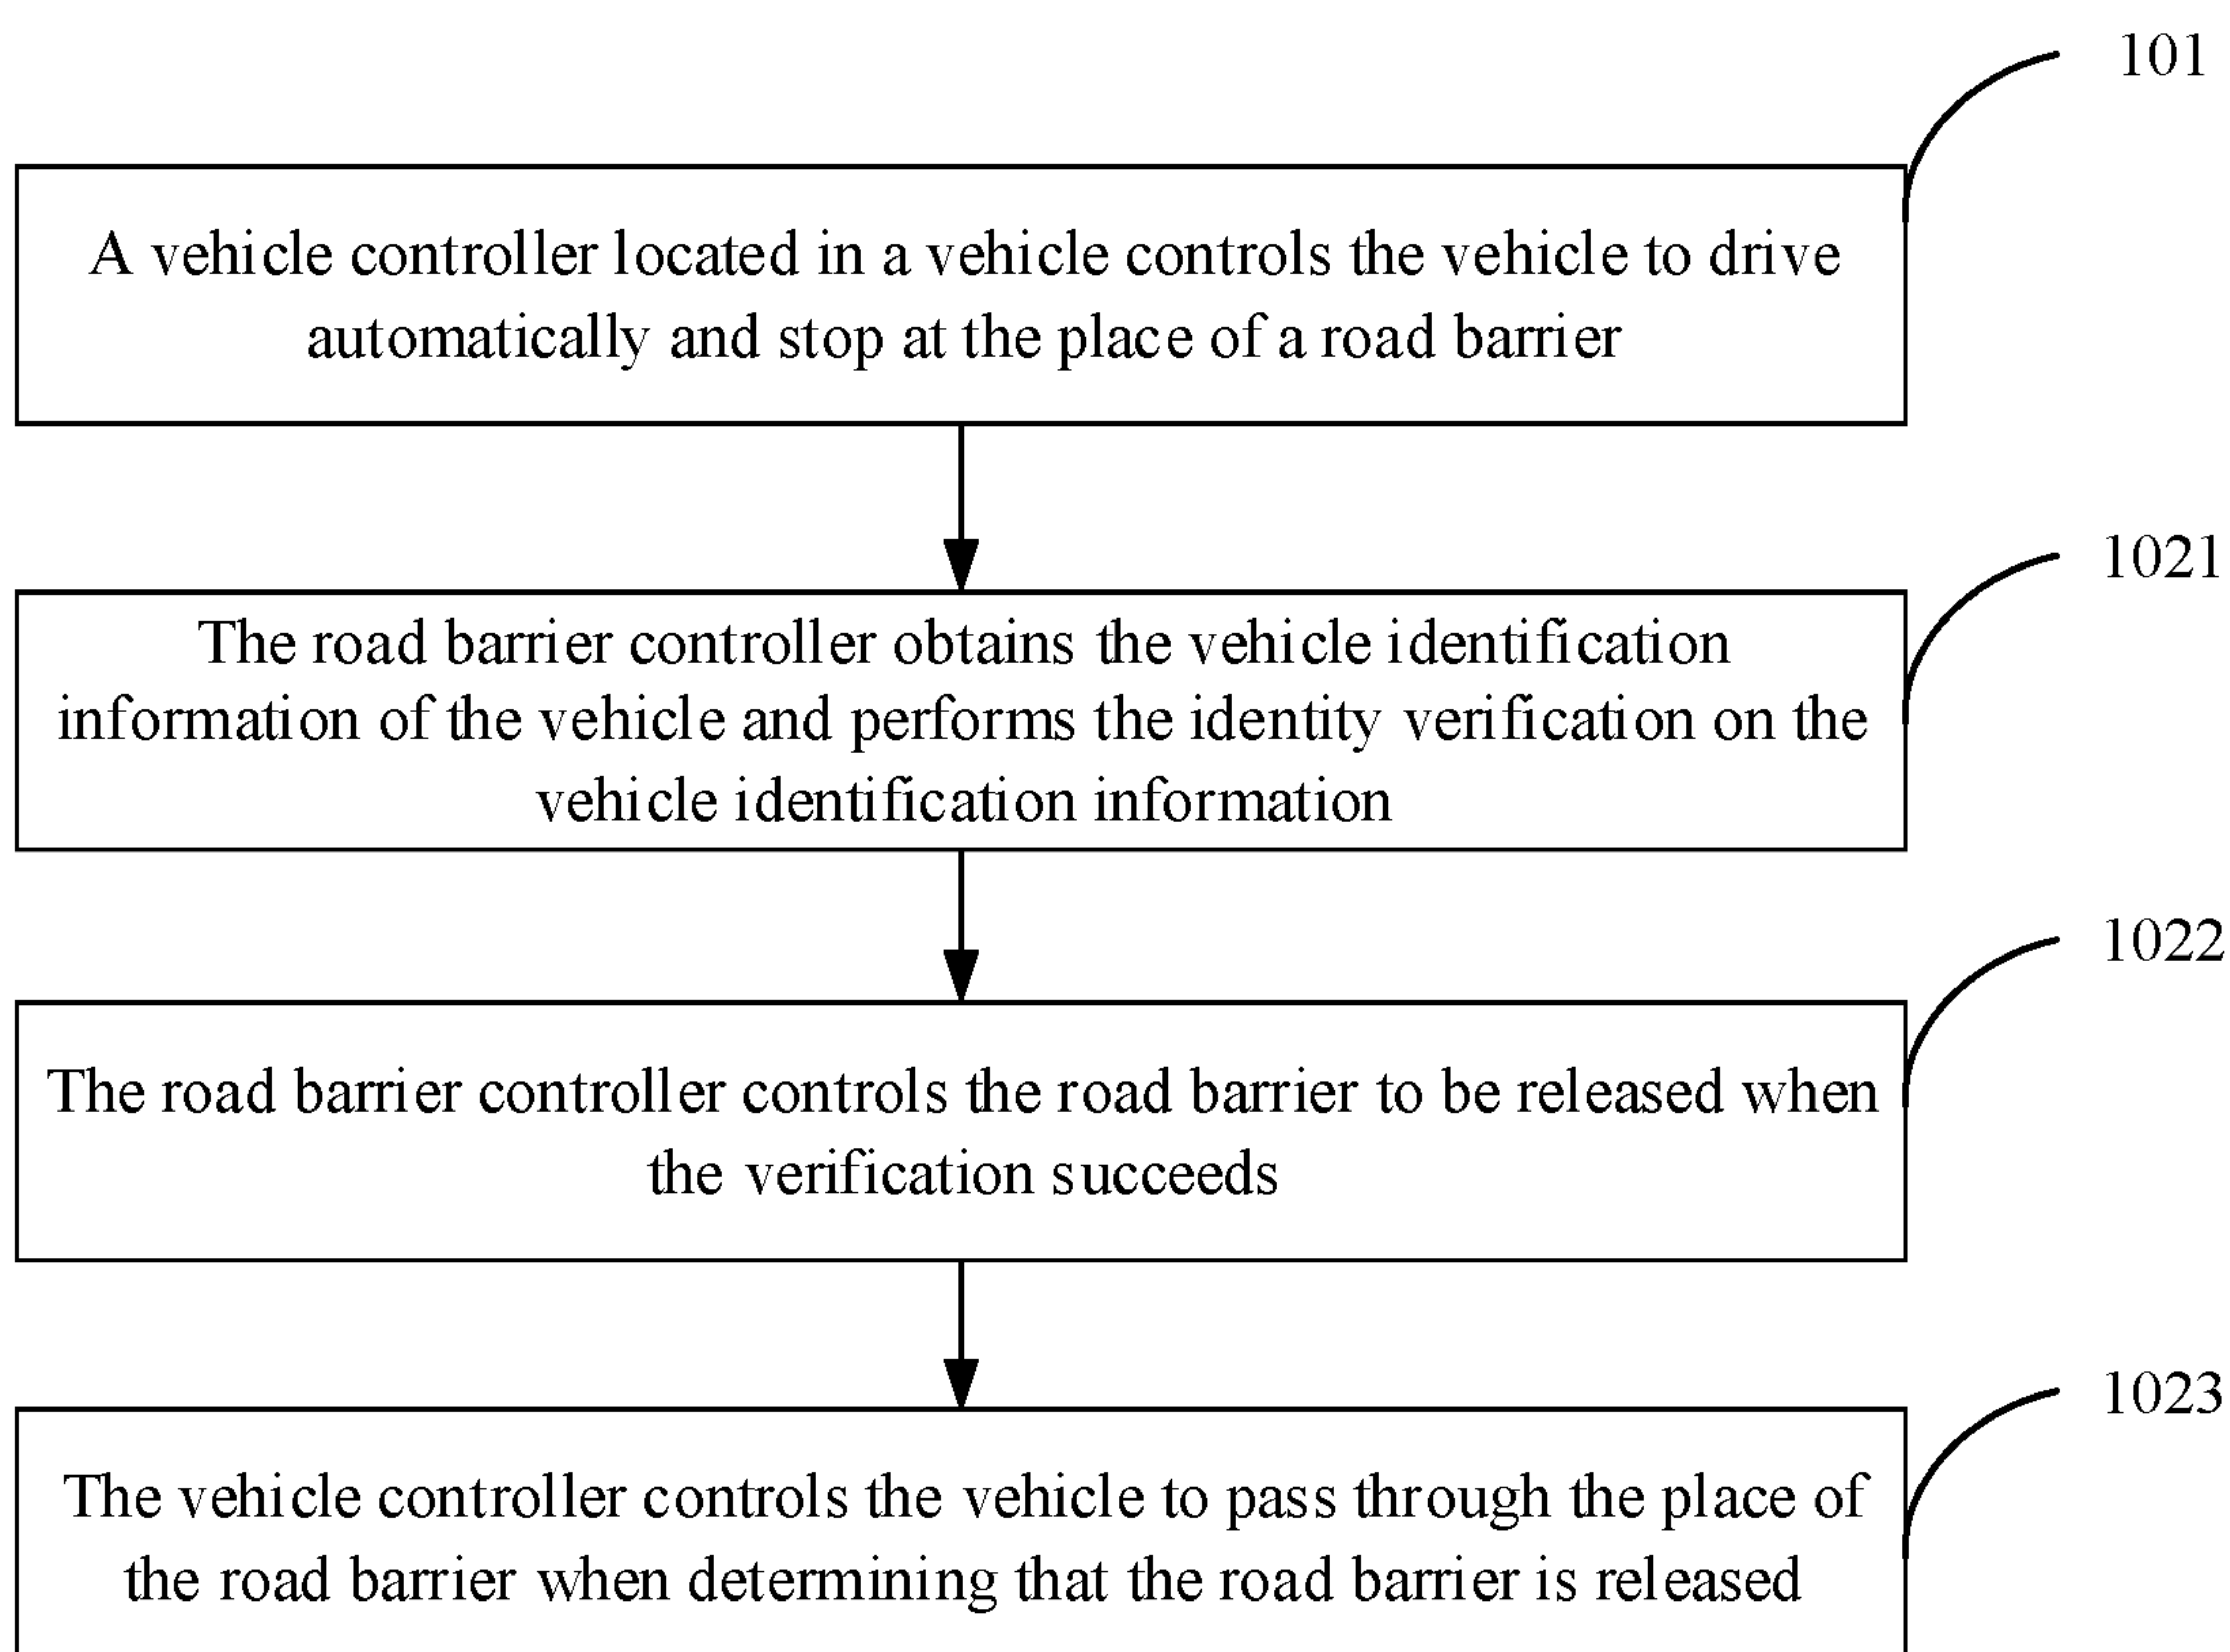 101
A vehicle controller located in a vehicle controls the vehicle to drive
automatically and stop at the place of a road barrier
1021
The road barrier controller obtains the vehicle identification
information of the vehicle and performs the identity verification on the
vehicle identification information
1022
The road barrier controller controls the road barrier to be released when
the verification succeeds
1023
The vehicle controller controls the vehicle to pass through the place of
the road barrier when determining that the road barrier is released